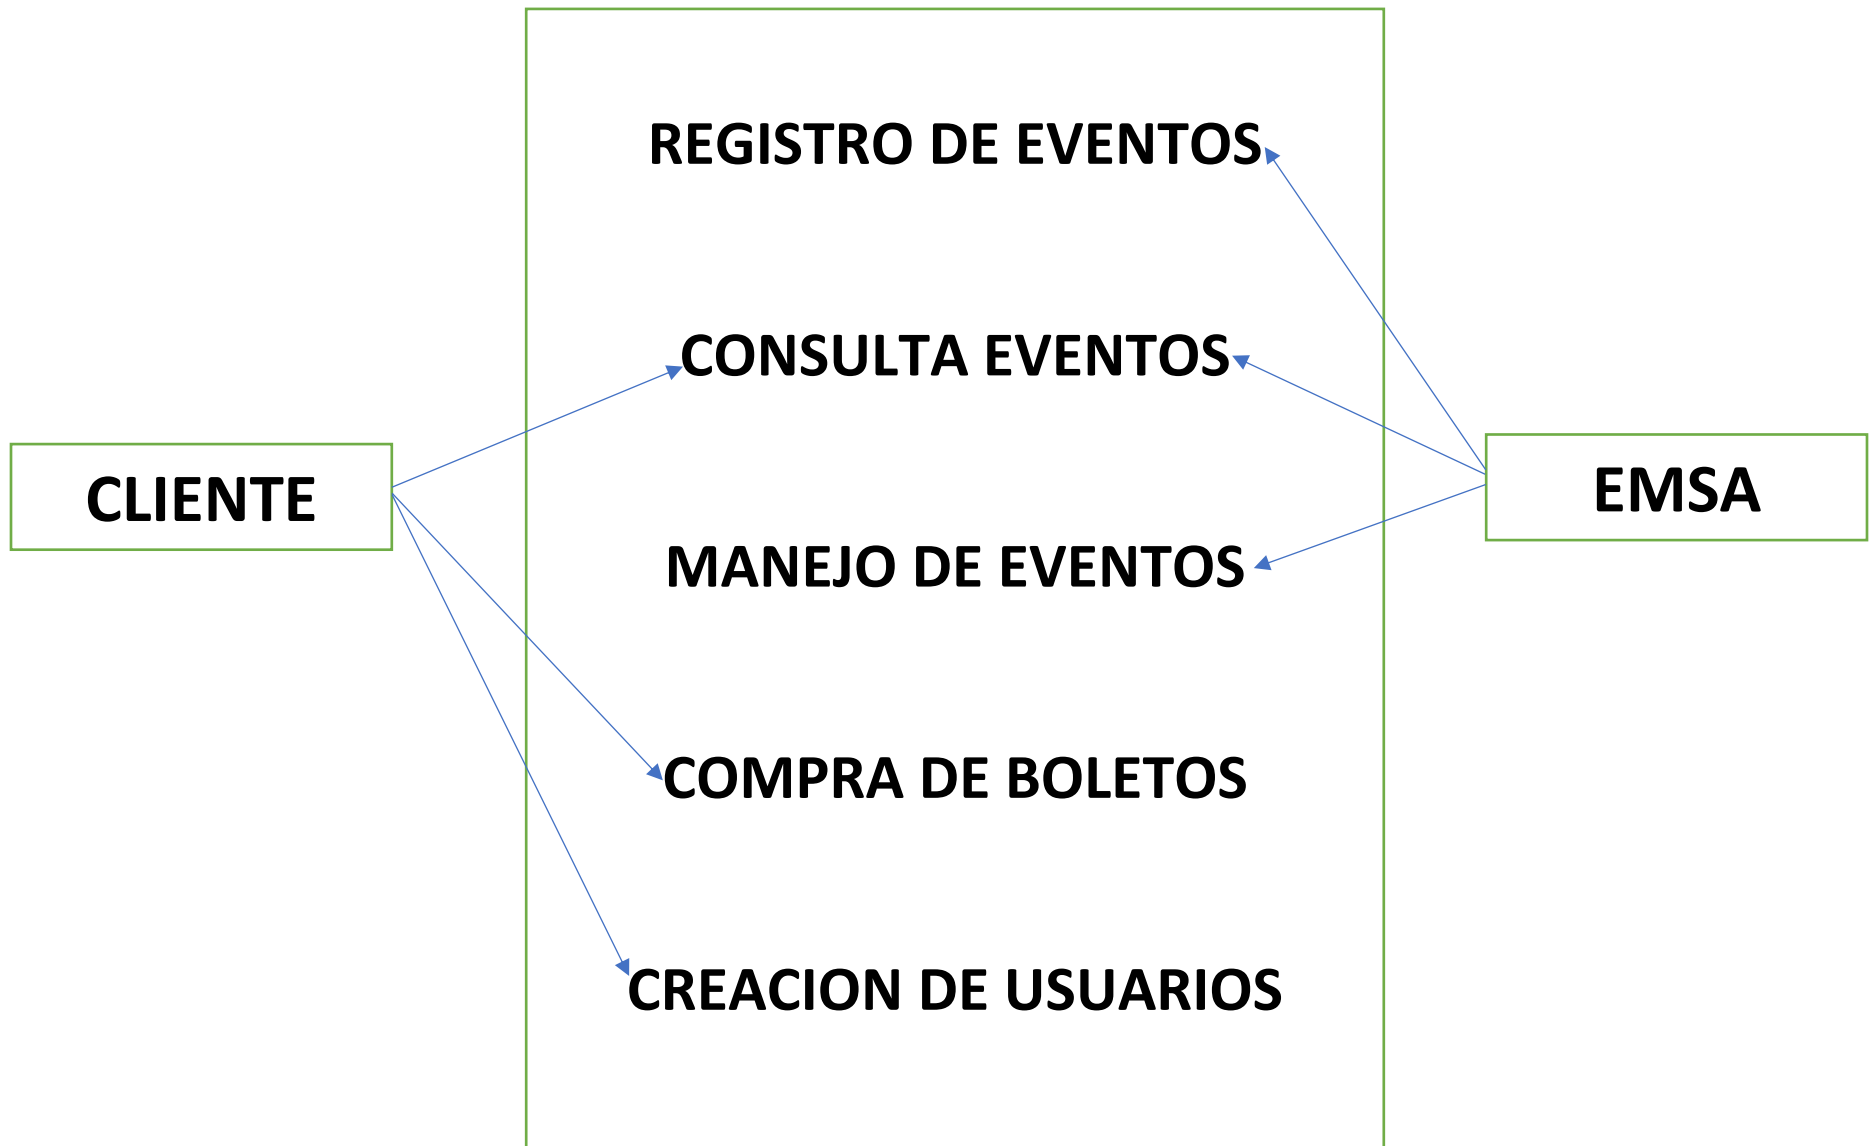 REGISTRO DE EVENTOS
CONSULTA EVENTOS
CLIENTE
EMSA
MANEJO DE EVENTOS
COMPRA DE BOLETOS
CREACION DE USUARIOS